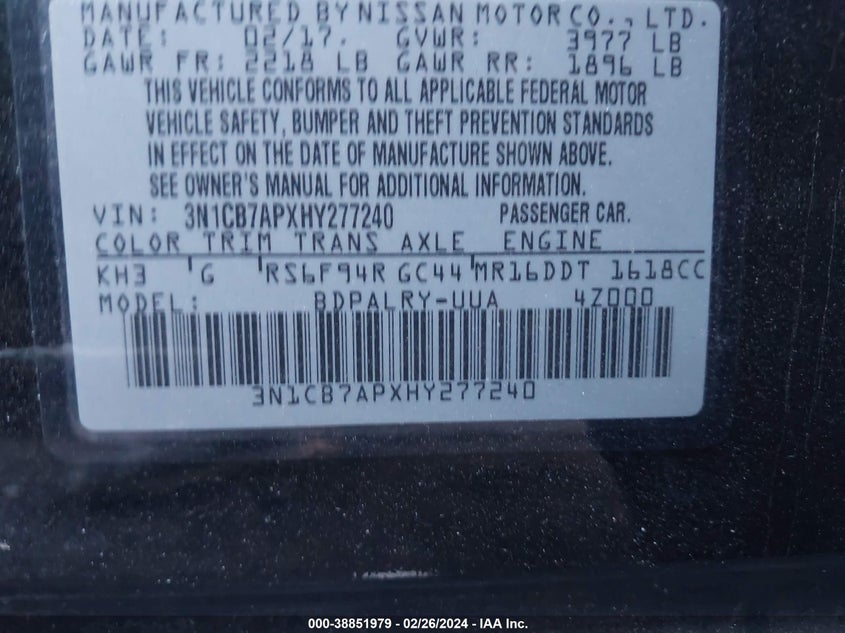 MANUFACTURED BY NISSAN MOTOR CO., LTD.
DATE: 02/17. GVWR: 3977 LB
GAWR FR: 2218 LB GAWR RR: 1896 LB
THIS VEHICLE CONFORMS TO ALL APPLICABLE FEDERAL MOTOR
VEHICLE SAFETY, BUMPER AND THEFT PREVENTION STANDARDS
IN EFFECT ON THE DATE OF MANUFACTURE SHOWN ABOVE.
SEE OWNER'S MANUAL FOR ADDITIONAL INFORMATION.
VIN: 3N1CB7APXHY277240 PASSENGER CAR.
COLOR TRIM TRANS AXLE ENGINE
KH3 G RS6F94R GC44 MR16DDT 1618CC
MODEL: BDPALRY-UUA 4Z000
3N1CB7APXHY277240
000-38851979 - 02/26/2024 - IAA Inc.